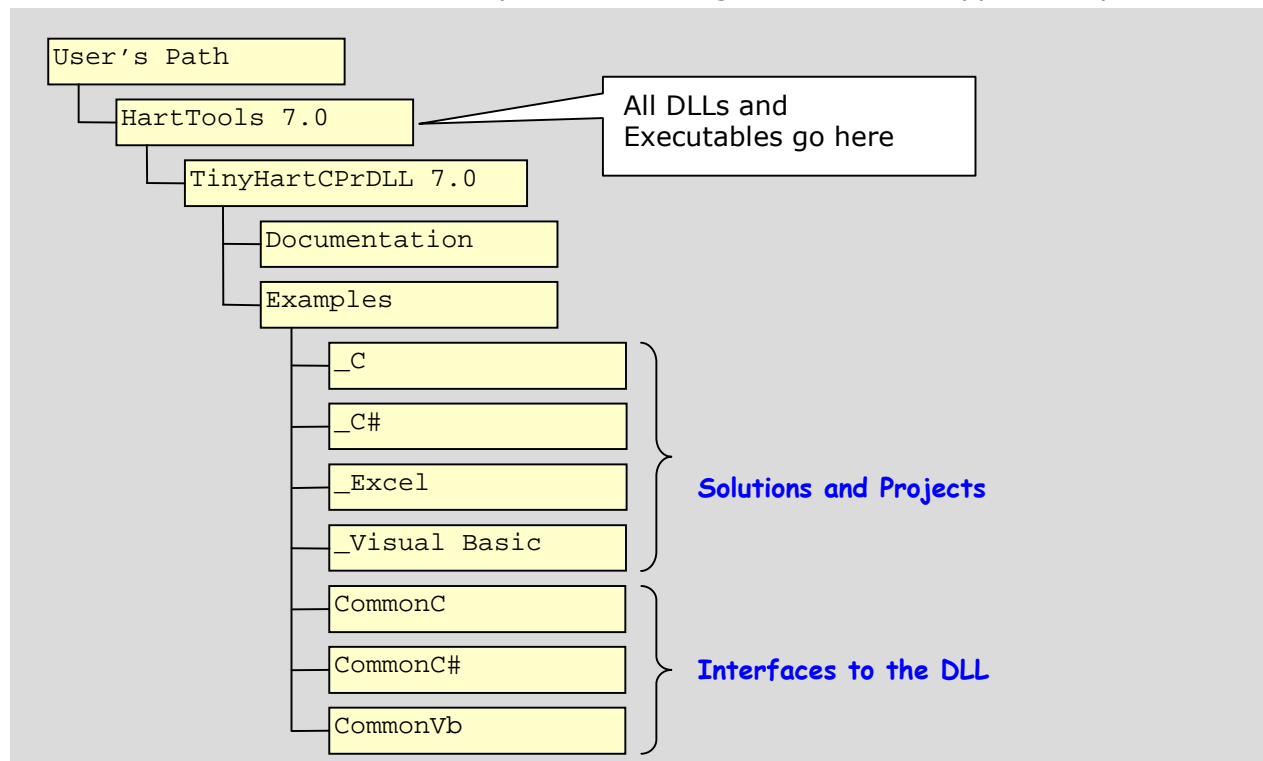 User's Path
HartTools 7.0
All DLLs and
Executables go here
TinyHartCPrDLL 7.0
Documentation
Examples
_C
_C#
_Excel
_Visual Basic
Solutions and Projects
CommonC
CommonC#
CommonVb
Interfaces to the DLL